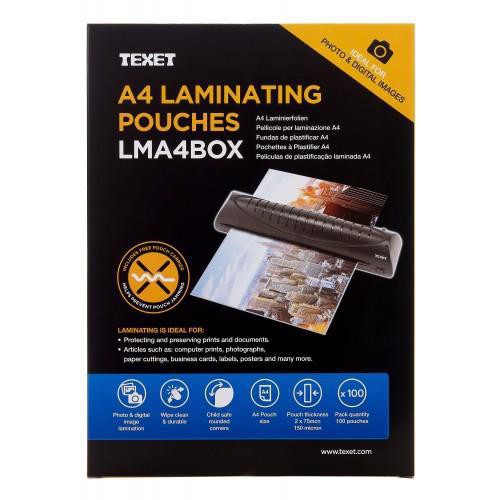 TEXET
IDEAL FOR
PHOTO & DIGITAL IMAGES
A4 LAMINATING
POUCHES
LMA4BOX
A4 Laminierfolien
Pellicole per laminazione A4
Fundas de plastificar A4
Pochettes à Plastifier A4
Películas de plastificação laminada A4
TEXET
INCLUDES FREE POUCH CARRIER
HELPS PREVENT POUCH JAMMING
LAMINATING IS IDEAL FOR:
• Protecting and preserving prints and documents.
• Articles such as: computer prints, photographs,
paper cuttings, business cards, labels, posters and many more.
A4
x 100
Photo & digital
image
lamination
Wipe clean
& durable
Child safe
rounded
corners
A4 Pouch
size
Pouch thickness
2 x 75mcn
150 micron
Pack quantity
100 pouches
www.texet.com